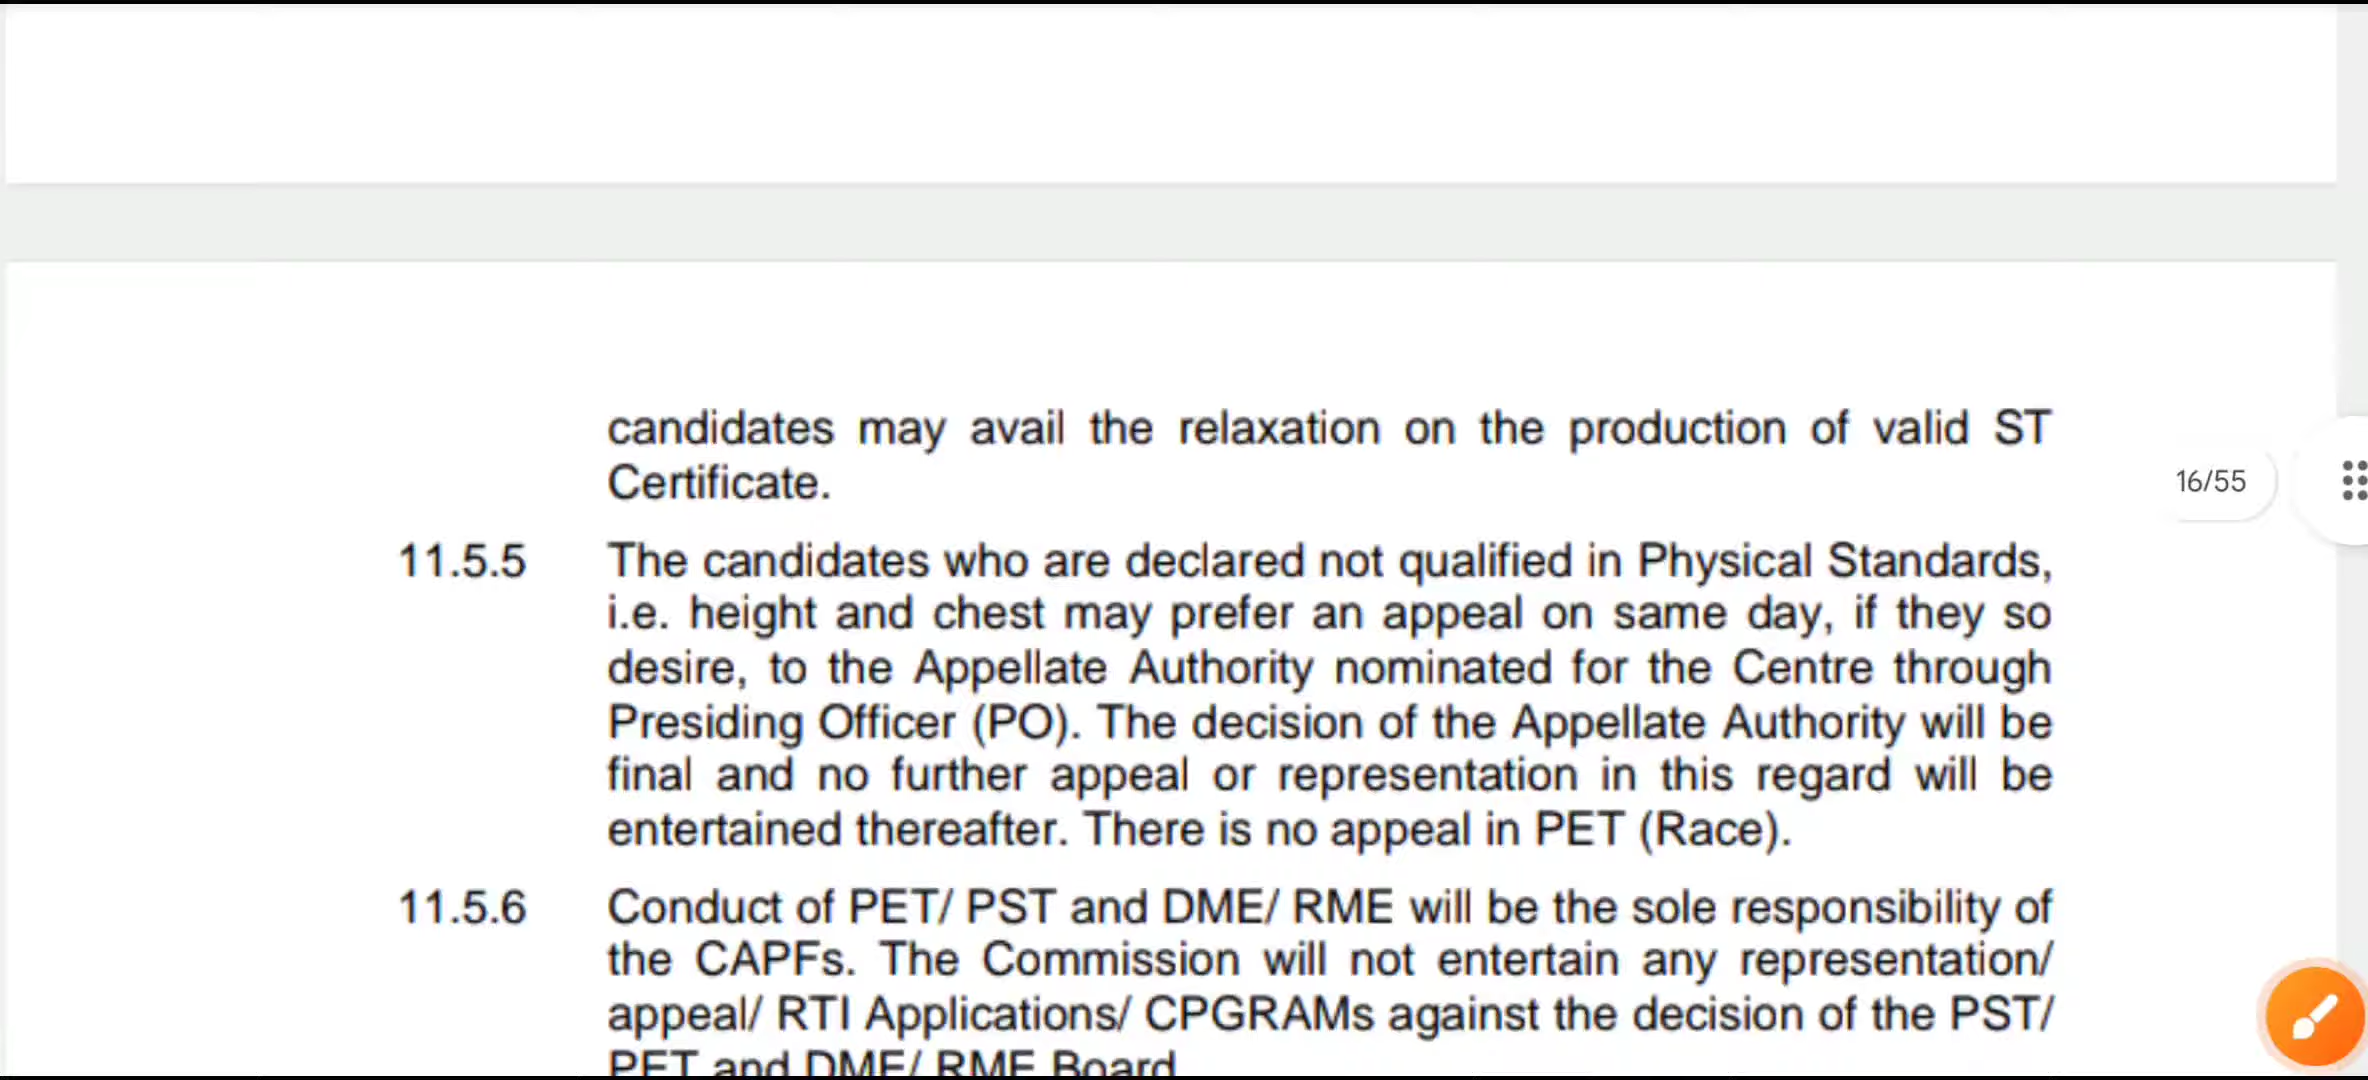 candidates may avail the relaxation on the production of valid ST
Certificate.
16/55
11.5.5 The candidates who are declared not qualified in Physical Standards,
i.e. height and chest may prefer an appeal on same day, if they so
desire, to the Appellate Authority nominated for the Centre through
Presiding Officer (PO). The decision of the Appellate Authority will be
final and no further appeal or representation in this regard will be
entertained thereafter. There is no appeal in PET (Race).
11.5.6 Conduct of PET/ PST and DME/ RME will be the sole responsibility of
the CAPFs. The Commission will not entertain any representation/
appeal/ RTI Applications/ CPGRAMs against the decision of the PST/
PET and DME/ RME Board